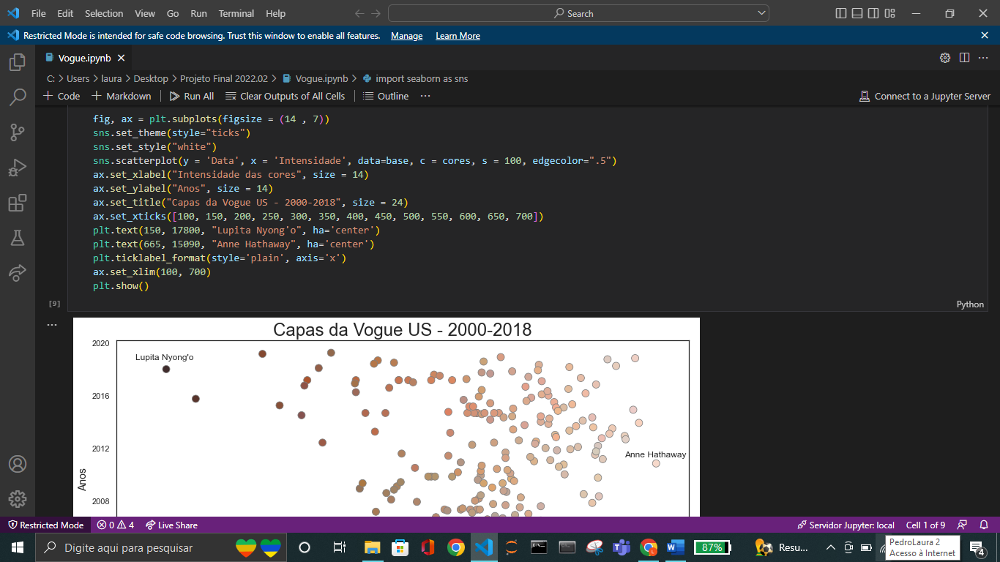 File Edit Selection View Go Run Terminal Help
Search
Restricted Mode is intended for safe code browsing. Trust this window to enable all features. Manage Learn More
Vogue.ipynb
C: > Users > laura > Desktop > Projeto Final 2022.02 > Vogue.ipynb > import seaborn as sns
+ Code + Markdown Run All Clear Outputs of All Cells Outline ... Connect to a Jupyter Server
fig, ax = plt.subplots(figsize = (14 , 7))
sns.set_theme(style="ticks")
sns.set_style("white")
sns.scatterplot(y = 'Data', x = 'Intensidade', data=base, c = cores, s = 100, edgecolor=".5")
ax.set_xlabel("Intensidade das cores", size = 14)
ax.set_ylabel("Anos", size = 14)
ax.set_title("Capas da Vogue US - 2000-2018", size = 24)
ax.set_xticks([100, 150, 200, 250, 300, 350, 400, 450, 500, 550, 600, 650, 700])
plt.text(150, 17800, "Lupita Nyong'o", ha='center')
plt.text(665, 15090, "Anne Hathaway", ha='center')
plt.ticklabel_format(style='plain', axis='x')
ax.set_xlim(100, 700)
plt.show()
[9] Python
Capas da Vogue US - 2000-2018
2020
Lupita Nyong'o
2016
2012
Anne Hathaway
Anos
2008
Restricted Mode 0 4 Live Share Servidor Jupyter: local Cell 1 of 9
Digite aqui para pesquisar 87% Resu...
PedroLaura 2
Acesso à Internet
4